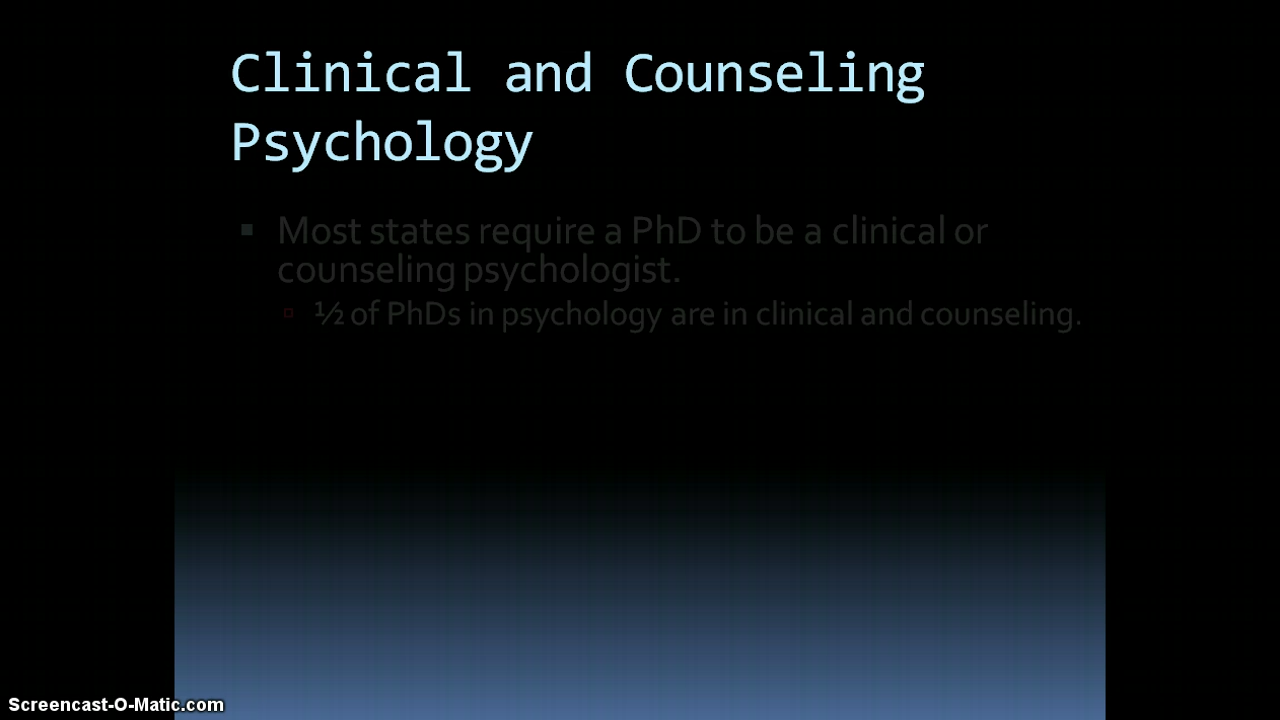 Clinical and Counseling
Psychology
Most states require a PhD to be a clinical or
counseling psychologist.
½ of PhDs in psychology are in clinical and counseling.
Screencast-O-Matic.com